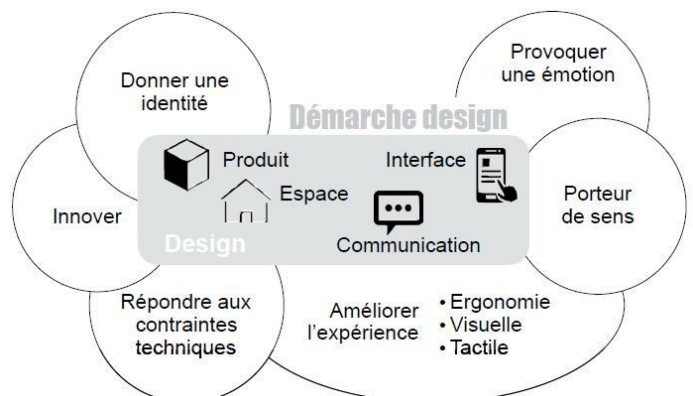 Donner une
identité
Provoquer
une émotion
Démarche design
Produit
Interface
Espace
Innover
Porteur
de sens
Design
Communication
Répondre aux
contraintes
techniques
Améliorer
l'expérience
• Ergonomie
• Visuelle
• Tactile